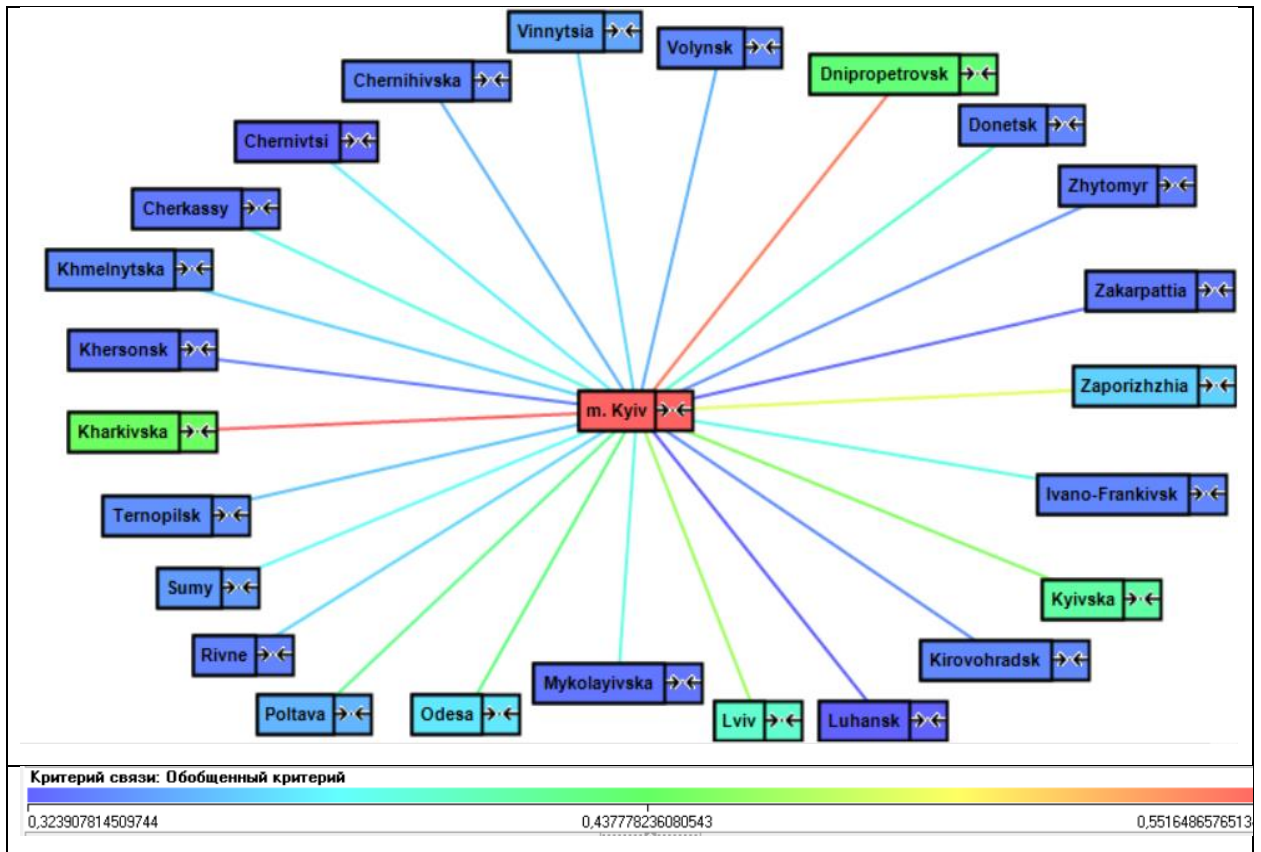 Vinnytsia
Volynsk
Chernihivska
Dnipropetrovsk
Donetsk
Chernivtsi
Zhytomyr
Cherkassy
Khmelnytska
Zakarpattia
Khersonsk
Zaporizhzhia
m. Kyiv
Kharkivska
Ivano-Frankivsk
Ternopilsk
Sumy
Kyivska
Rivne
Kirovohradsk
Mykolayivska
Poltava
Odesa
Lviv
Luhansk
Критерий связи: Обобщенный критерий
0,323907814509744 0,437778236080543 0,5516486576513